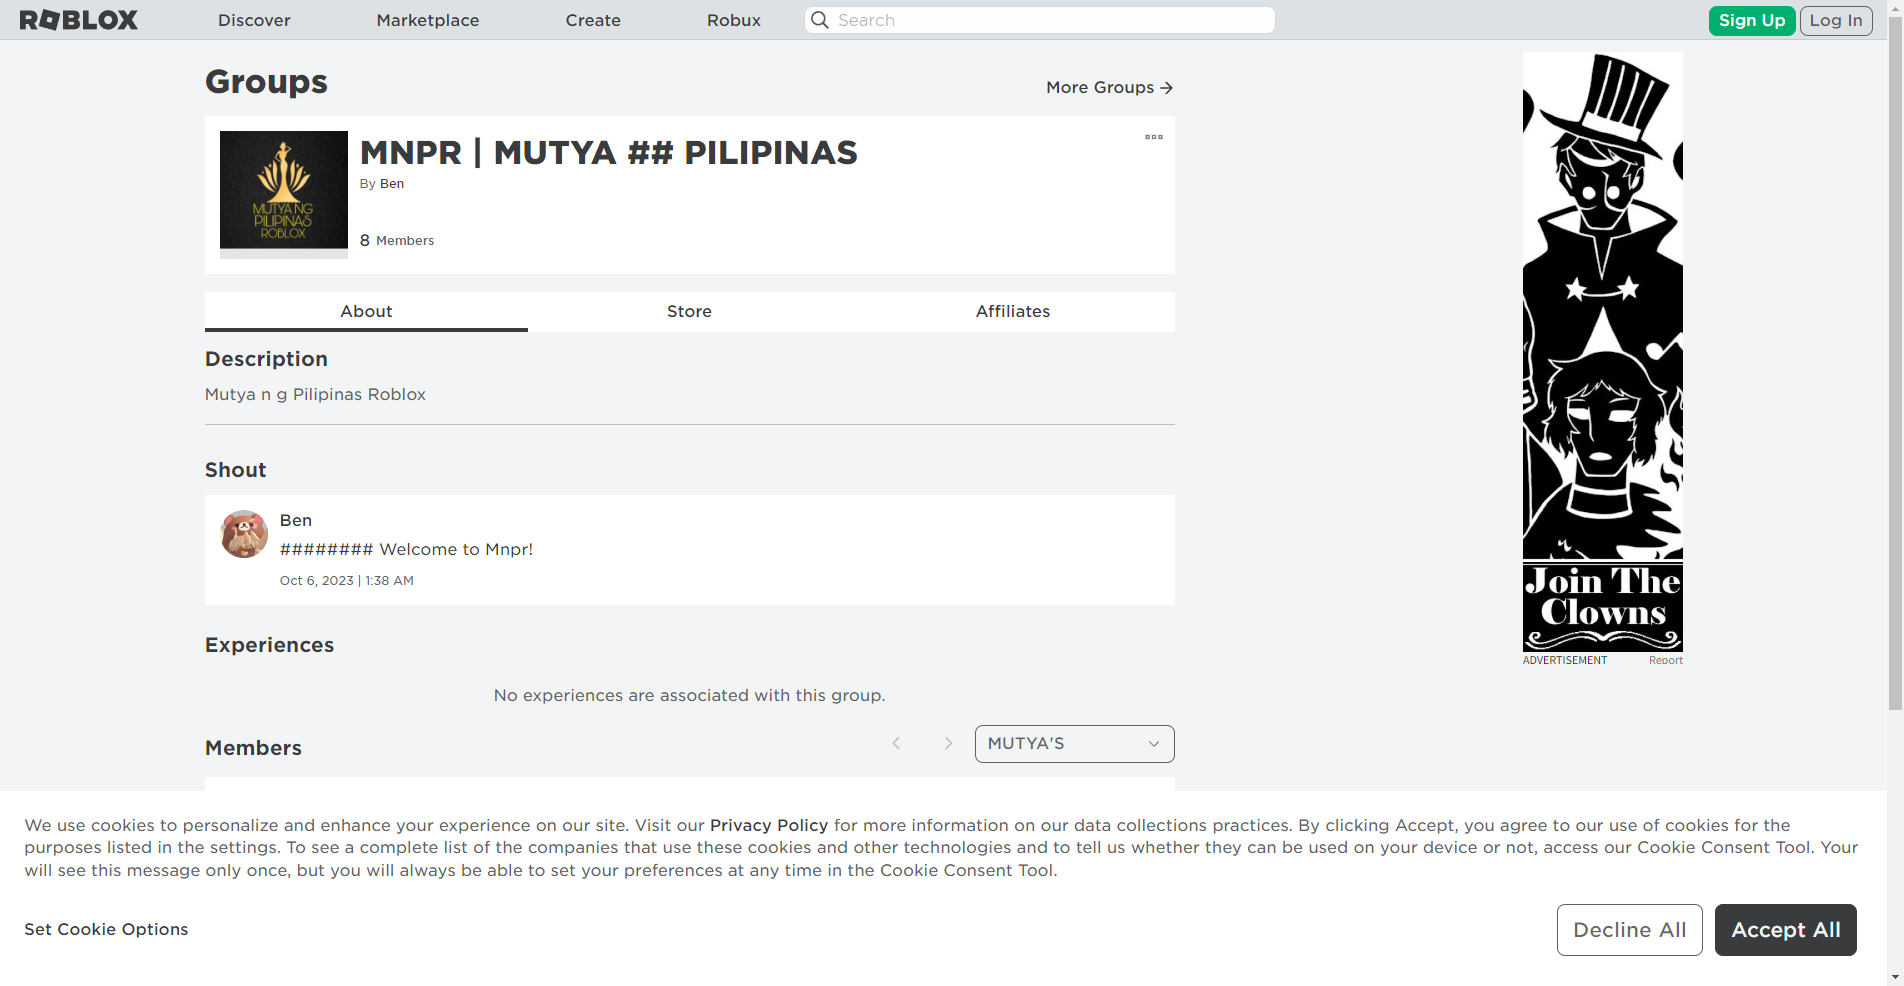 ROBLOX
Discover
Marketplace
Create
Robux
Search
Sign Up
Log In
Groups
More Groups
MUTYA NG
PILIPINAS
ROBLOX
MNPR | MUTYA ## PILIPINAS
By Ben
8 Members
About
Store
Affiliates
Description
Mutya n g Pilipinas Roblox
Shout
Ben
######## Welcome to Mnpr!
Oct 6, 2023 | 1:38 AM
Experiences
No experiences are associated with this group.
Members
MUTYA'S
Join The
Clowns
ADVERTISEMENT
Report
We use cookies to personalize and enhance your experience on our site. Visit our Privacy Policy for more information on our data collections practices. By clicking Accept, you agree to our use of cookies for the
purposes listed in the settings. To see a complete list of the companies that use these cookies and other technologies and to tell us whether they can be used on your device or not, access our Cookie Consent Tool. Your
will see this message only once, but you will always be able to set your preferences at any time in the Cookie Consent Tool.
Set Cookie Options
Decline All
Accept All